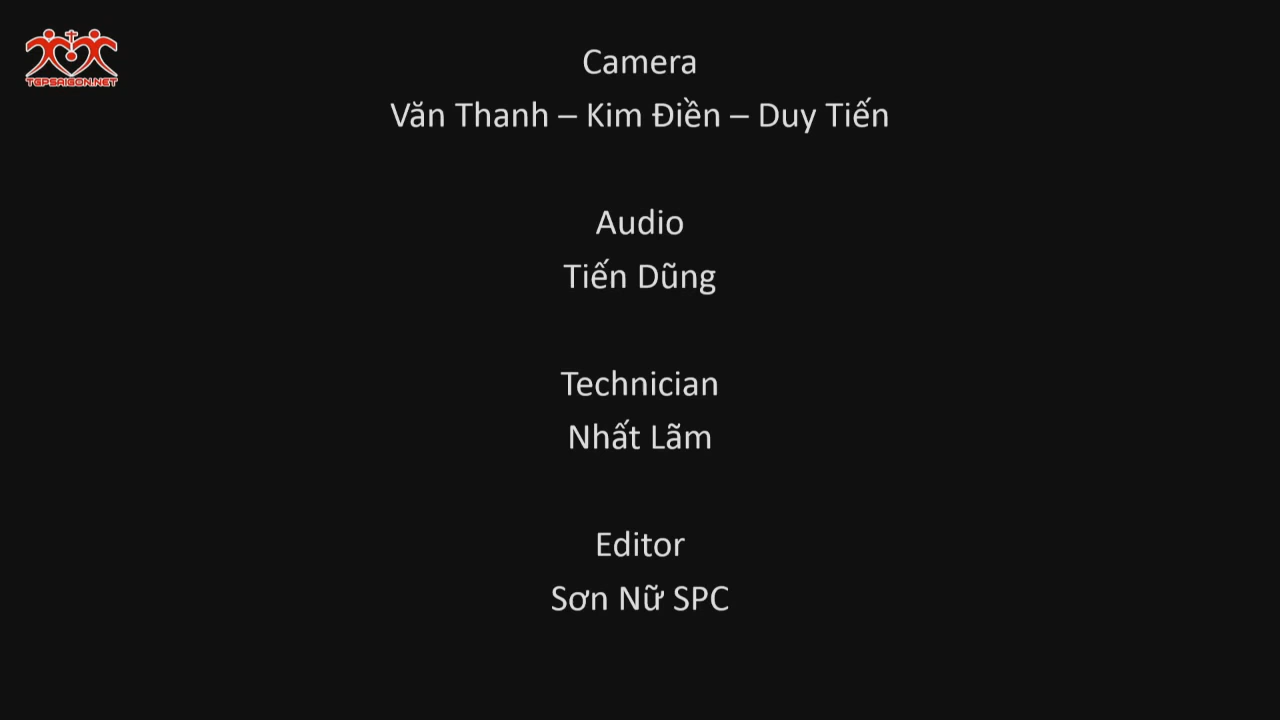 TGPSAIGON.NET
Camera
Văn Thanh – Kim Điền – Duy Tiến
Audio
Tiến Dũng
Technician
Nhất Lãm
Editor
Sơn Nữ SPC